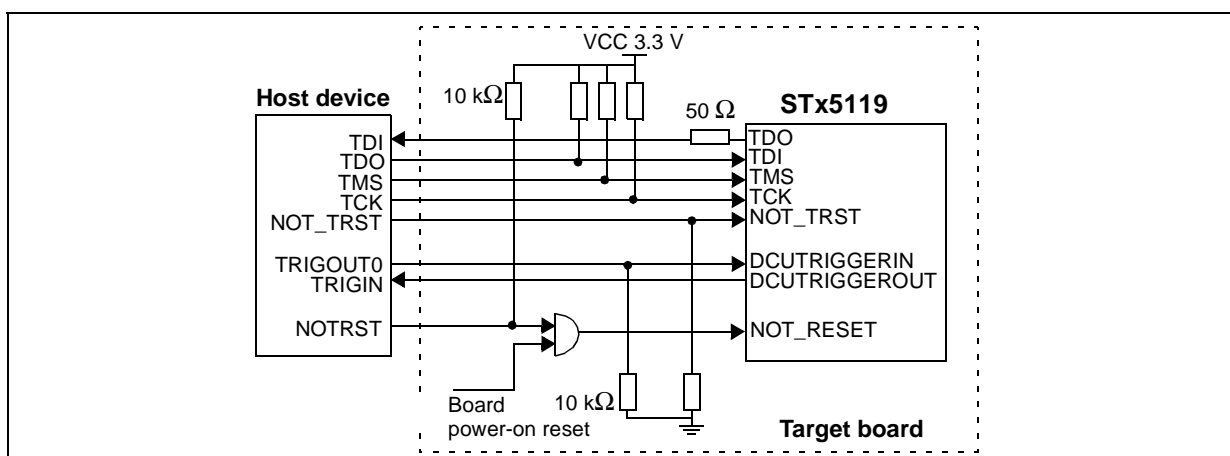 VCC 3.3 V
10 kΩ
Host device
50 Ω
STx5119
TDI
TDO
TMS
TCK
NOT_TRST
TRIGOUT0
TRIGIN
NOTRST
TDO
TDI
TMS
TCK
NOT_TRST
DCUTRIGGERIN
DCUTRIGGEROUT
NOT_RESET
Board
power-on reset
10 kΩ
Target board